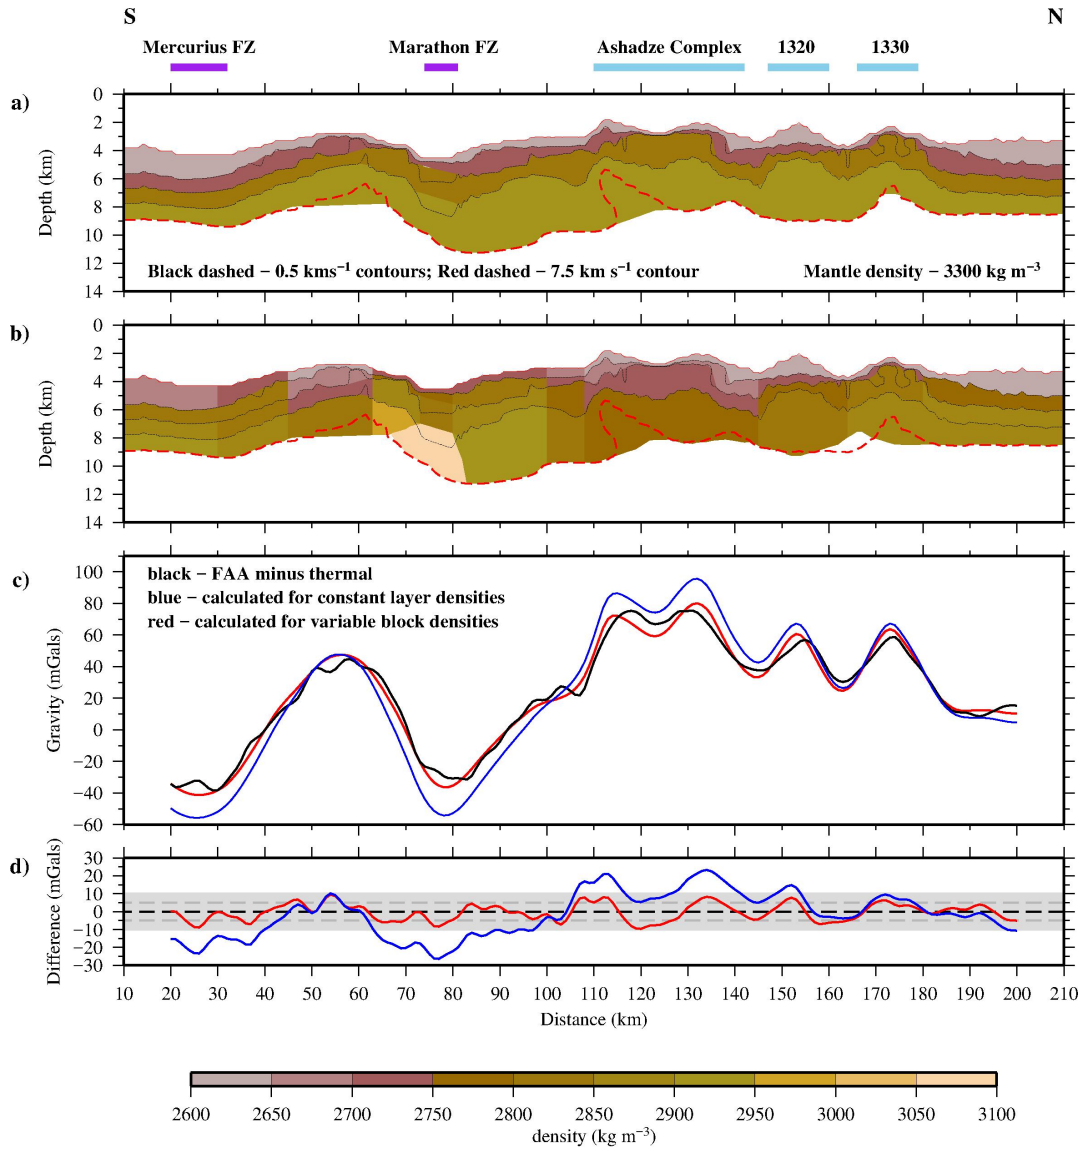 S N
Mercurius FZ Marathon FZ Ashadze Complex 1320 1330
a)
0
2
4
6
8
10
12
14
Depth (km)
Black dashed − 0.5 kms⁻¹ contours; Red dashed − 7.5 km s⁻¹ contour
Mantle density − 3300 kg m⁻³
b)
0
2
4
6
8
10
12
14
Depth (km)
c)
100
80
60
40
20
0
−20
−40
−60
Gravity (mGals)
black − FAA minus thermal
blue − calculated for constant layer densities
red − calculated for variable block densities
d)
30
20
10
0
−10
−20
−30
Difference (mGals)
10 20 30 40 50 60 70 80 90 100 110 120 130 140 150 160 170 180 190 200 210
Distance (km)
2600 2650 2700 2750 2800 2850 2900 2950 3000 3050 3100
density (kg m⁻³)